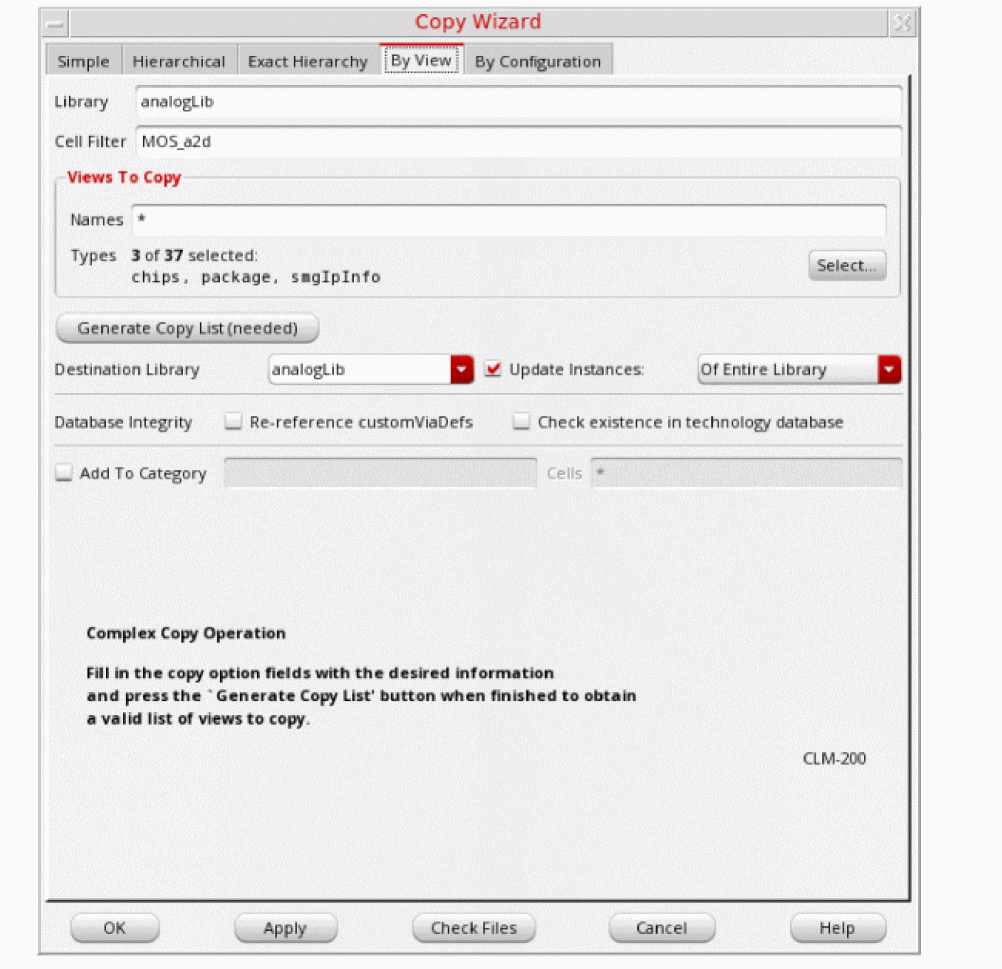 Copy Wizard
Simple Hierarchical Exact Hierarchy By View By Configuration
Library analogLib
Cell Filter MOS_a2d
Views To Copy
Names *
Types 3 of 37 selected:
chips, package, smgIpInfo
Select...
Generate Copy List (needed)
Destination Library analogLib Update Instances: Of Entire Library
Database Integrity Re-reference customViaDefs Check existence in technology database
Add To Category Cells *
Complex Copy Operation
Fill in the copy option fields with the desired information
and press the `Generate Copy List' button when finished to obtain
a valid list of views to copy.
CLM-200
OK Apply Check Files Cancel Help